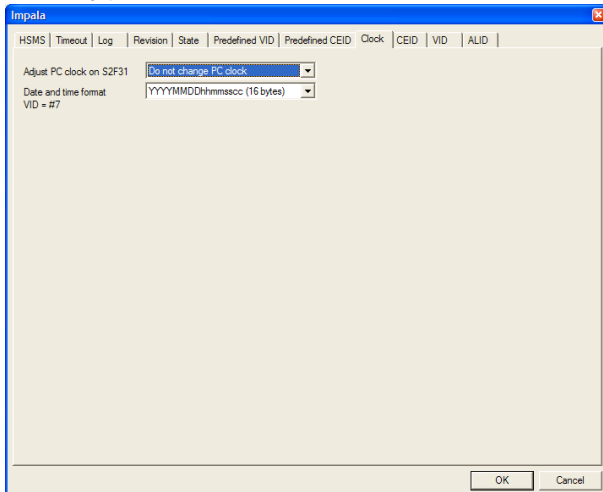 Impala
HSMS Timeout Log Revision State Predefined VID Predefined CEID Clock CEID VID ALID
Adjust PC clock on S2F31 Do not change PC clock
Date and time format YYYYMMDDhhmmsscc (16 bytes)
VID = #7
OK Cancel